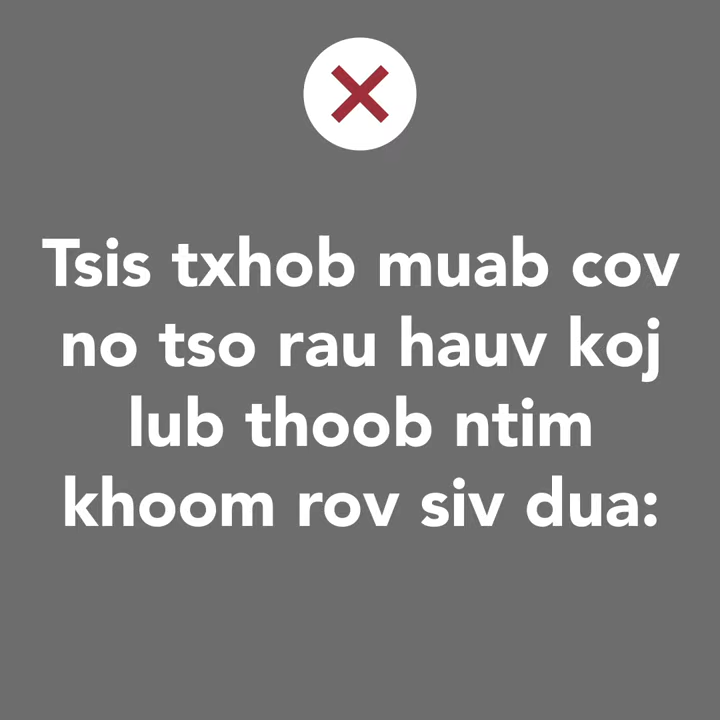 Tsis txhob muab cov
no tso rau hauv koj
lub thoob ntim
khoom rov siv dua: